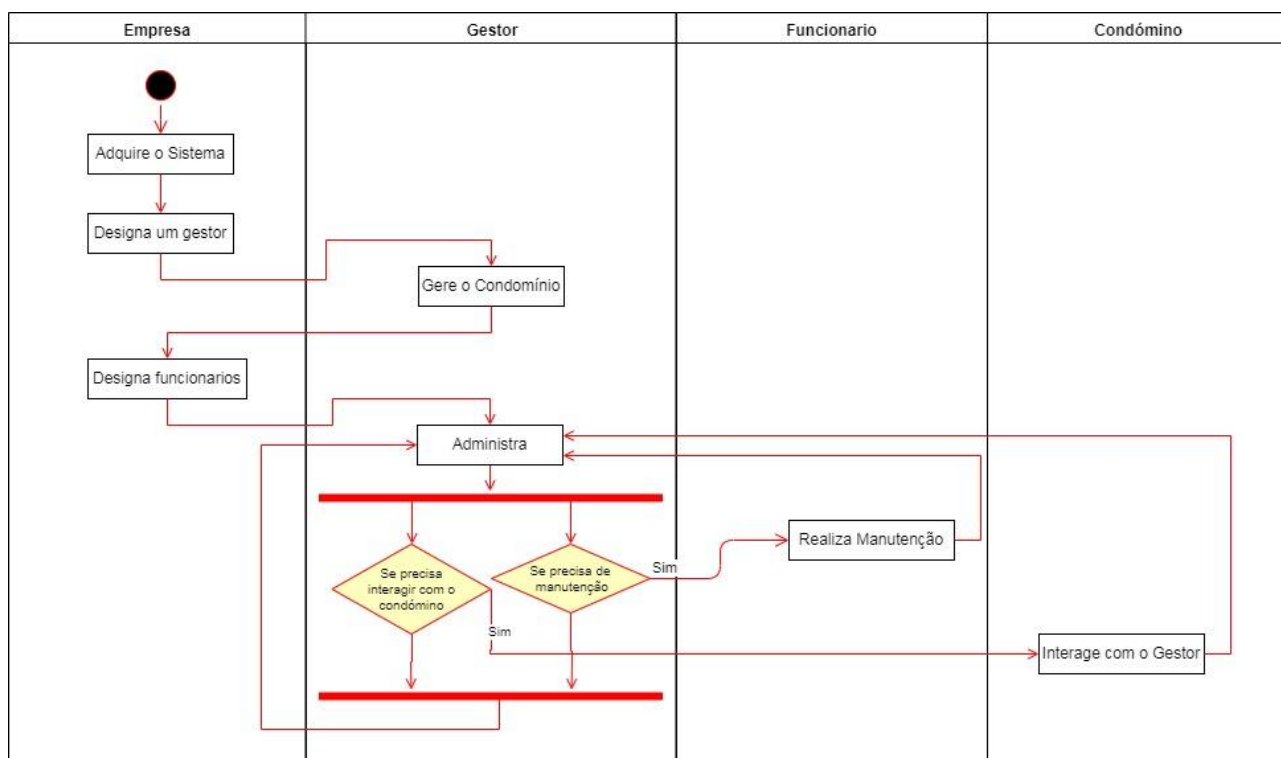 Empresa
Gestor
Funcionario
Condómino
Adquire o Sistema
Designa um gestor
Gere o Condomínio
Designa funcionarios
Administra
Realiza Manutenção
Se precisa
interagir com o
condómino
Se precisa de
manutenção
Sim
Sim
Interage com o Gestor